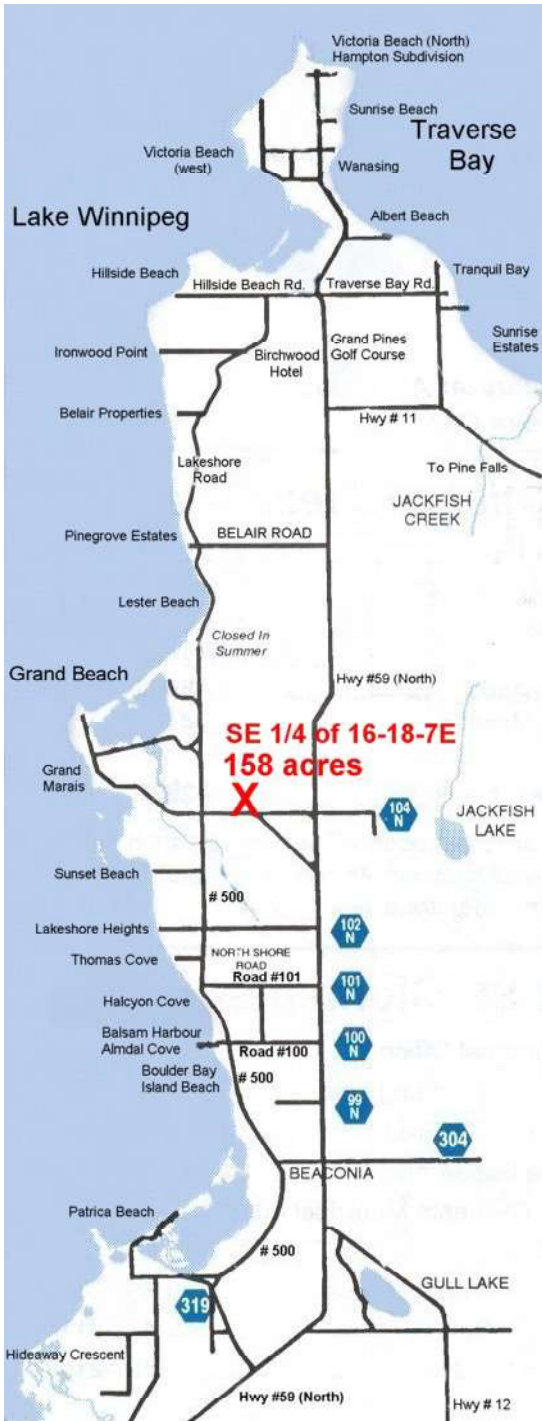 Victoria Beach (North)
Hampton Subdivision
Sunrise Beach
Traverse
Bay
Victoria Beach
(west)
Wanasing
Lake Winnipeg
Albert Beach
Hillside Beach
Tranquil Bay
Hillside Beach Rd.
Traverse Bay Rd.
Sunrise
Estates
Ironwood Point
Birchwood
Hotel
Grand Pines
Golf Course
Belair Properties
Hwy # 11
Lakeshore
Road
To Pine Falls
JACKFISH
CREEK
Pinegrove Estates
BELAIR ROAD
Lester Beach
Closed In
Summer
Grand Beach
Hwy #59 (North)
SE 1/4 of 16-18-7E
158 acres
X
Grand
Marais
104
N
JACKFISH
LAKE
Sunset Beach
# 500
Lakeshore Heights
102
N
Thomas Cove
NORTH SHORE
ROAD
Road #101
101
N
Halcyon Cove
Balsam Harbour
Almdal Cove
Road #100
100
N
Boulder Bay
Island Beach
# 500
99
N
304
BEACONIA
Patrica Beach
# 500
GULL LAKE
319
Hideaway Crescent
Hwy #59 (North)
Hwy # 12